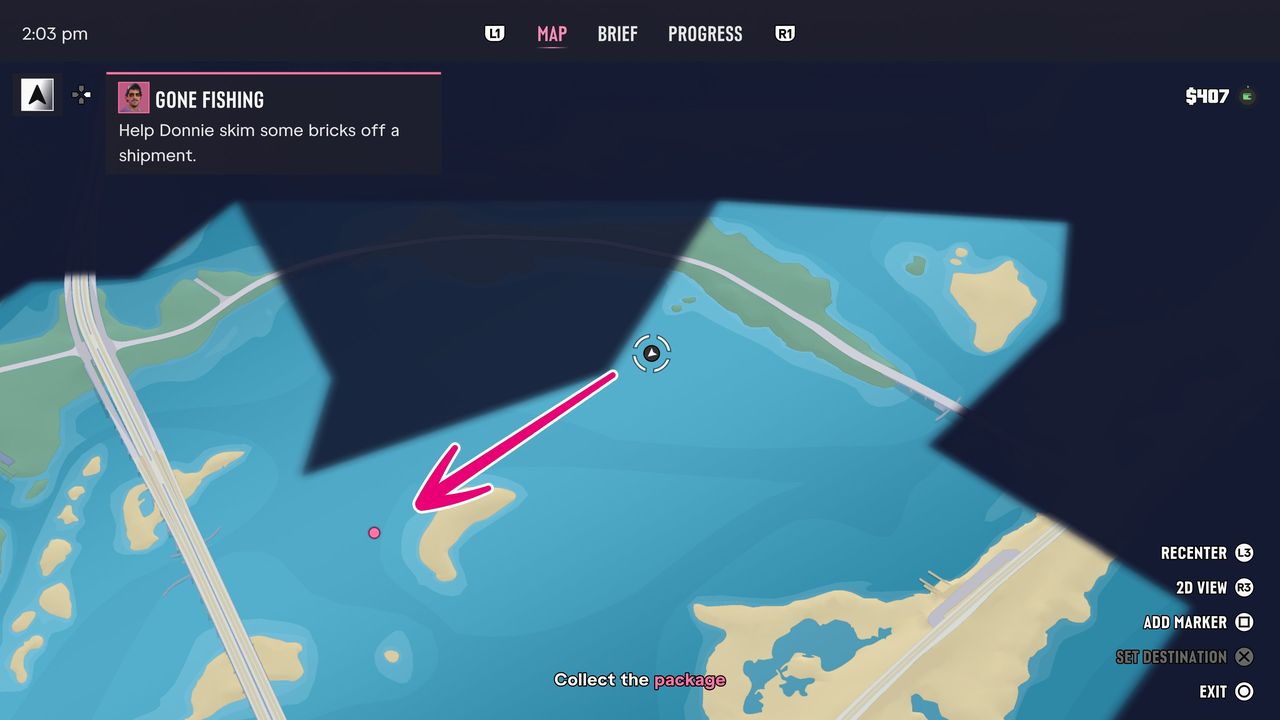 2:03 pm
L1 MAP BRIEF PROGRESS R1
GONE FISHING
Help Donnie skim some bricks off a
shipment.
$407
RECENTER L3
2D VIEW R3
ADD MARKER
SET DESTINATION
EXIT
Collect the package